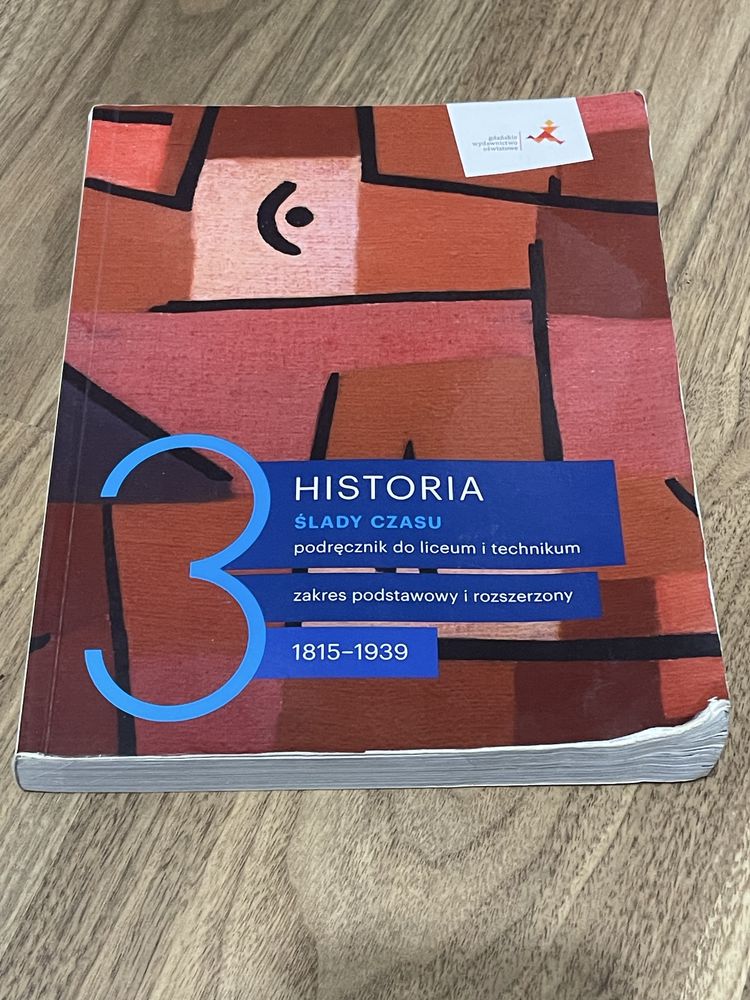 gdańskie
wydawnictwo
oświatowe
3
HISTORIA
ŚLADY CZASU
podręcznik do liceum i technikum
zakres podstawowy i rozszerzony
1815–1939